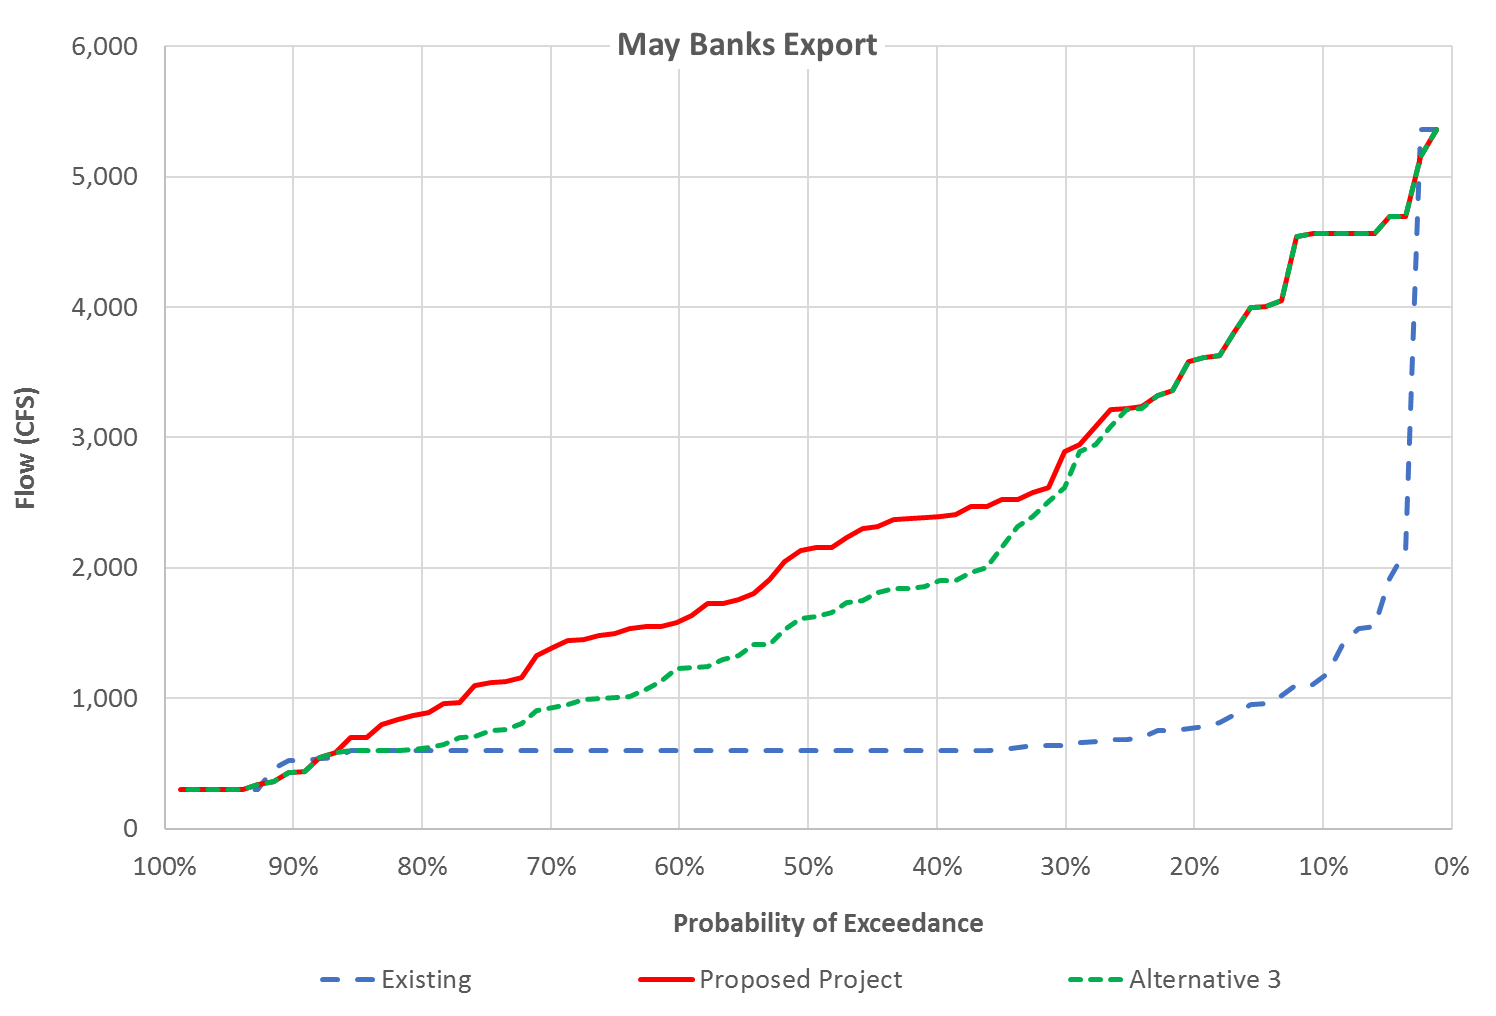 May Banks Export
6,000
5,000
4,000
3,000
2,000
1,000
0
Flow (CFS)
100% 90% 80% 70% 60% 50% 40% 30% 20% 10% 0%
Probability of Exceedance
Existing Proposed Project Alternative 3